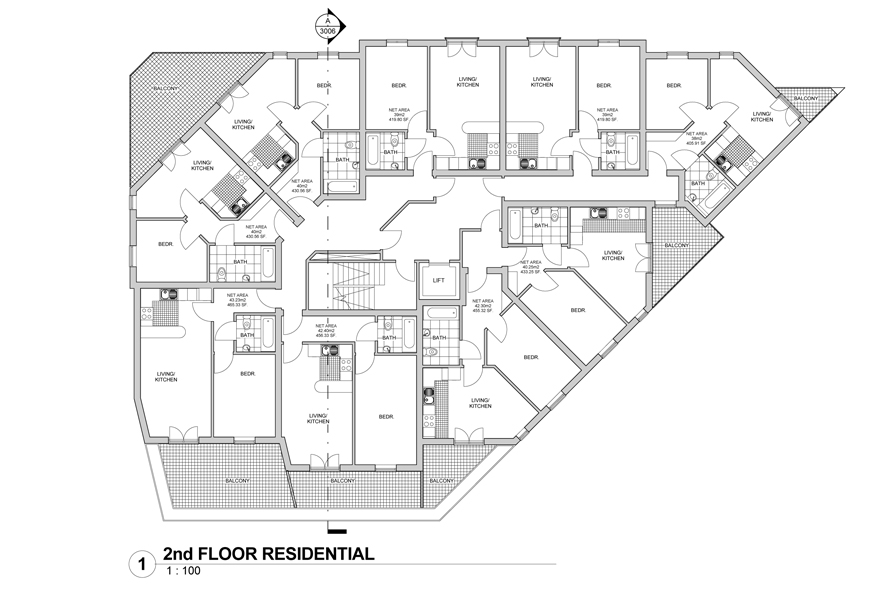 A
3006
BALCONY
BEDR.
LIVING/
KITCHEN
BEDR.
NET AREA
39m2
419.80 SF.
LIVING/
KITCHEN
LIVING/
KITCHEN
BEDR.
NET AREA
39m2
419.80 SF.
BEDR.
LIVING/
KITCHEN
BALCONY
NET AREA
38m2
405.91 SF.
BATH
BATH
BATH
BATH
LIVING/
KITCHEN
NET AREA
40m2
430.56 SF.
NET AREA
40m2
430.56 SF.
BEDR.
BATH
BATH
LIVING/
KITCHEN
BALCONY
NET AREA
40.25m2
433.25 SF.
LIFT
BEDR.
NET AREA
43.23m2
465.33 SF.
NET AREA
42.40m2
456.33 SF.
NET AREA
42.30m2
455.32 SF.
BATH
BATH
BATH
BEDR.
LIVING/
KITCHEN
BEDR.
LIVING/
KITCHEN
BEDR.
LIVING/
KITCHEN
BALCONY
BALCONY
BALCONY
1
2nd FLOOR RESIDENTIAL
1 : 100